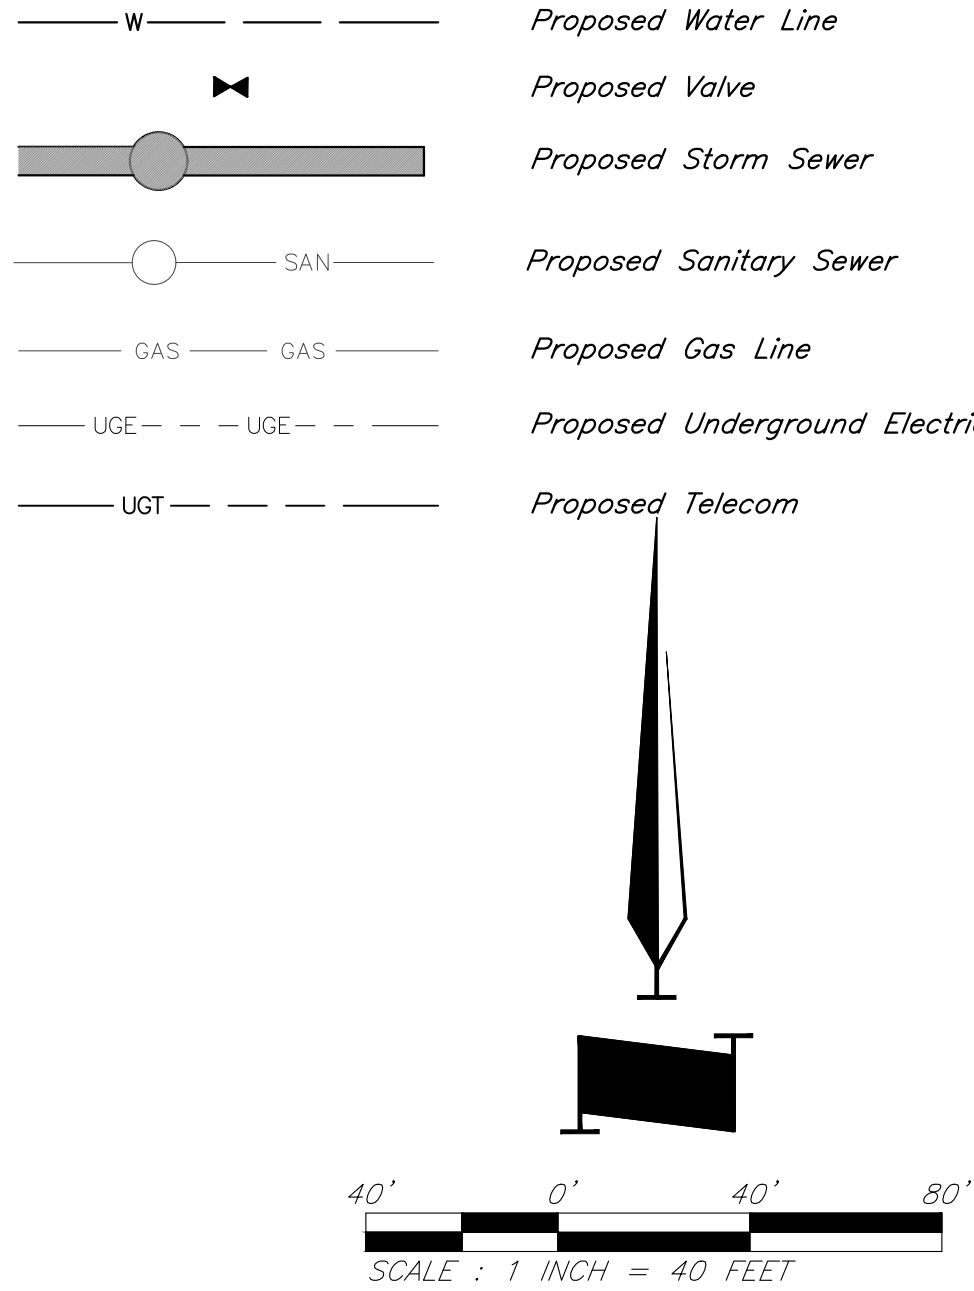 W Proposed Water Line
Proposed Valve
Proposed Storm Sewer
SAN Proposed Sanitary Sewer
GAS GAS Proposed Gas Line
UGE UGE Proposed Underground Electric
UGT Proposed Telecom
40' 0' 40' 80'
SCALE : 1 INCH = 40 FEET